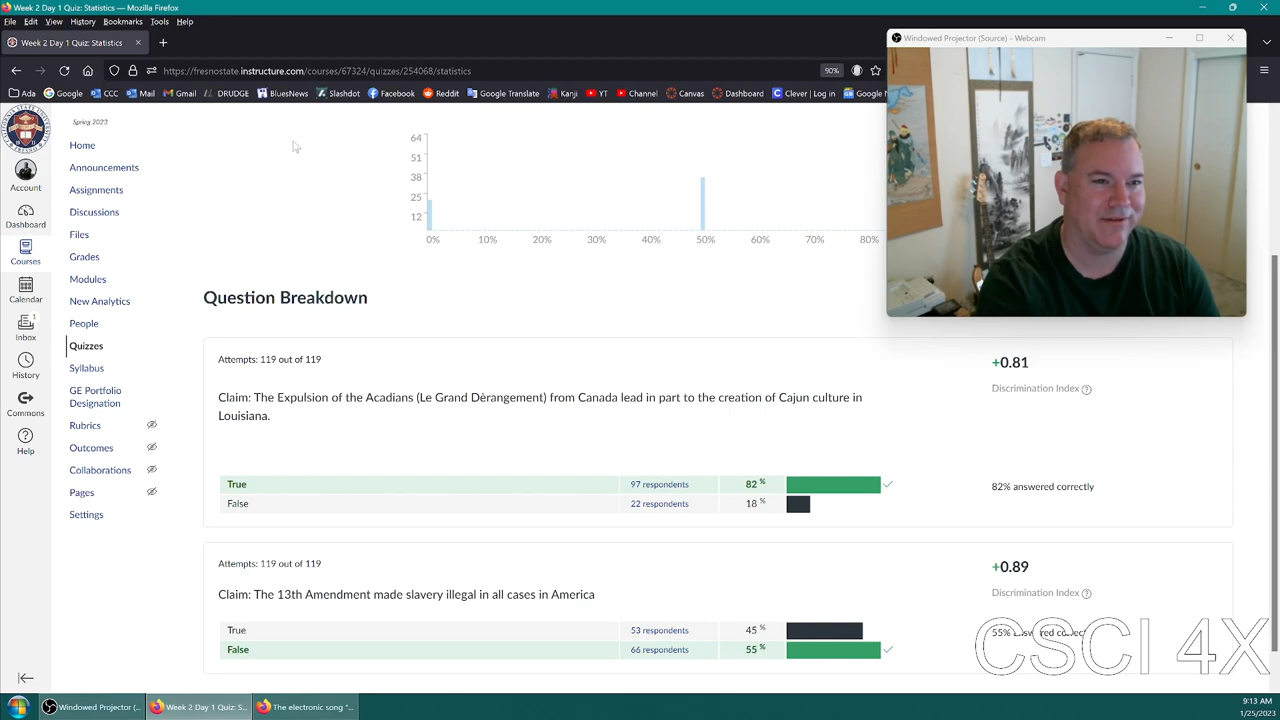 Week 2 Day 1 Quiz: Statistics — Mozilla Firefox
File Edit View History Bookmarks Tools Help
Week 2 Day 1 Quiz: Statistics
https://fresnostate.instructure.com/courses/67324/quizzes/254068/statistics
90%
Ada Google CCC Mail Gmail DRUDGE BluesNews Slashdot Facebook Reddit Google Translate Kanji YT Channel Canvas Dashboard Clever | Log in Google
Windowed Projector (Source) - Webcam
Account
Dashboard
Courses
Calendar
1
Inbox
History
Commons
Help
Spring 2023
Home
Announcements
Assignments
Discussions
Files
Grades
Modules
New Analytics
People
Quizzes
Syllabus
GE Portfolio
Designation
Rubrics
Outcomes
Collaborations
Pages
Settings
64
51
38
25
12
0% 10% 20% 30% 40% 50% 60% 70% 80%
Question Breakdown
Attempts: 119 out of 119
+0.81
Discrimination Index ?
Claim: The Expulsion of the Acadians (Le Grand Dèrangement) from Canada lead in part to the creation of Cajun culture in
Louisiana.
True 97 respondents 82 %
False 22 respondents 18 %
82% answered correctly
Attempts: 119 out of 119
+0.89
Discrimination Index ?
Claim: The 13th Amendment made slavery illegal in all cases in America
True 53 respondents 45 %
False 66 respondents 55 %
55% answered correct
CSCI 4X
Windowed Projector (
Week 2 Day 1 Quiz: S...
The electronic song "...
9:13 AM
1/25/2023